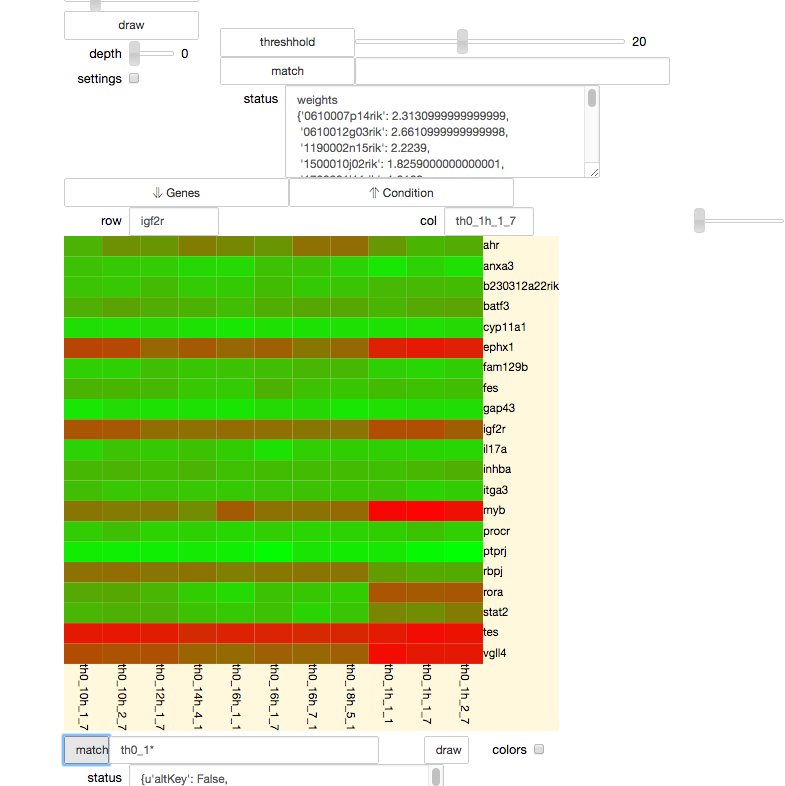 draw
depth 0
settings
threshhold 20
match
status
weights
{'0610007p14rik': 2.3130999999999999,
'0610012g03rik': 2.6610999999999998,
'1190002n15rik': 2.2239,
'1500010j02rik': 1.8259000000000001,
⇓ Genes ⇑ Condition
row igf2r col th0_1h_1_7
ahr
anxa3
b230312a22rik
batf3
cyp11a1
ephx1
fam129b
fes
gap43
igf2r
il17a
inhba
itga3
myb
procr
ptprj
rbpj
rora
stat2
tes
vgll4
th0_10h_1_7
th0_10h_2_7
th0_12h_1_7
th0_14h_4_1
th0_16h_1_1
th0_16h_1_7
th0_16h_7_1
th0_18h_5_1
th0_1h_1_1
th0_1h_1_7
th0_1h_2_7
match th0_1* draw colors
status {u'altKey': False,